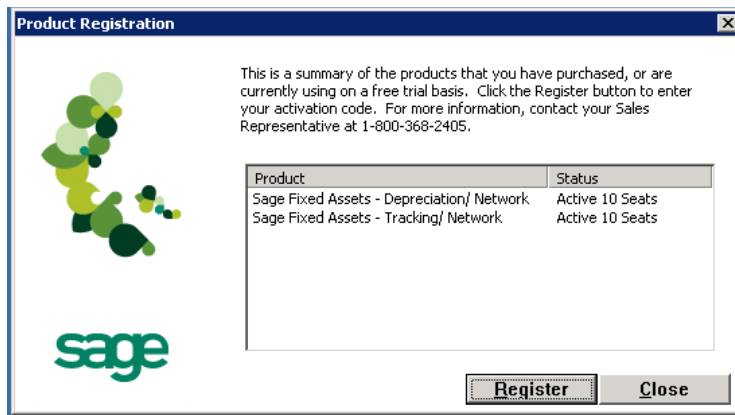 Product Registration
This is a summary of the products that you have purchased, or are
currently using on a free trial basis. Click the Register button to enter
your activation code. For more information, contact your Sales
Representative at 1-800-368-2405.
Product Status
Sage Fixed Assets - Depreciation/ Network Active 10 Seats
Sage Fixed Assets - Tracking/ Network Active 10 Seats
sage
Register Close